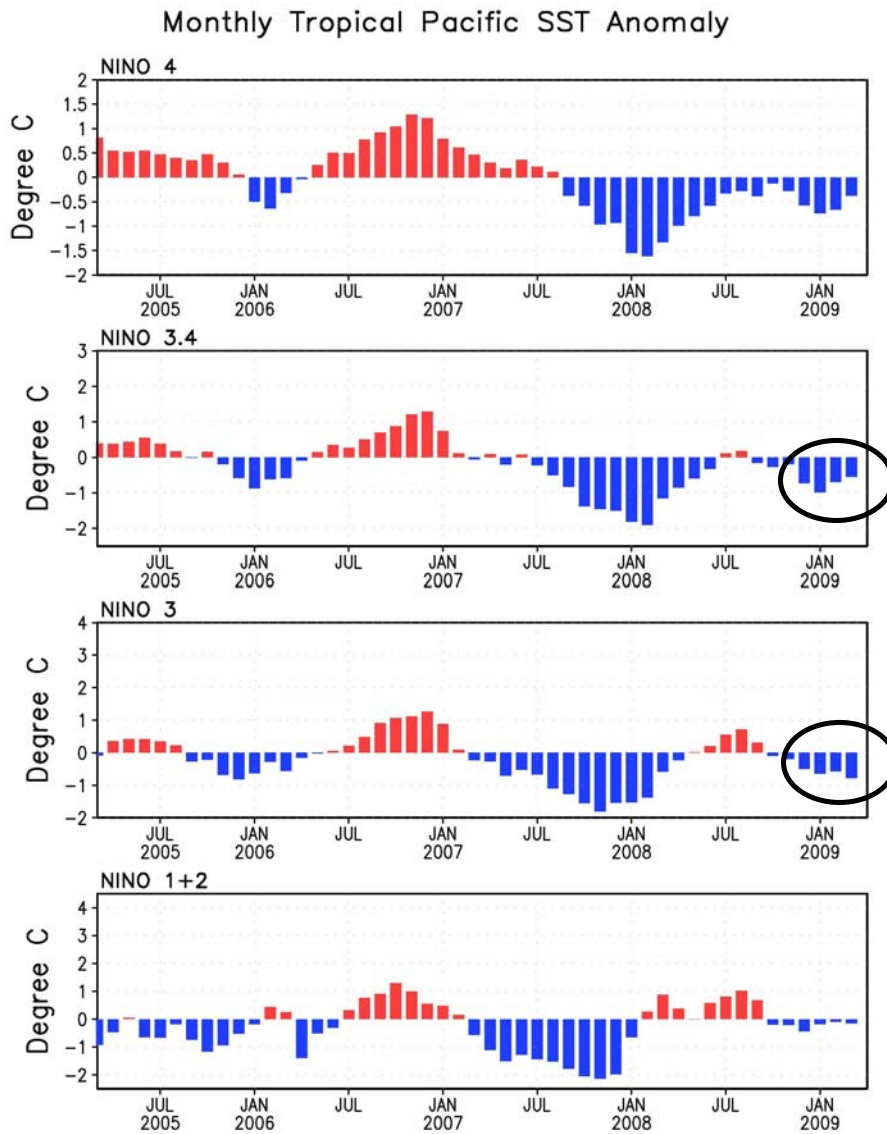 Monthly Tropical Pacific SST Anomaly
NINO 4
Degree C
2
1.5
1
0.5
0
-0.5
-1
-1.5
-2
JUL JAN JUL JAN JUL JAN JUL JAN
2005 2006 2007 2008 2009
NINO 3.4
Degree C
3
2
1
0
-1
-2
JUL JAN JUL JAN JUL JAN JUL JAN
2005 2006 2007 2008 2009
NINO 3
Degree C
4
3
2
1
0
-1
-2
JUL JAN JUL JAN JUL JAN JUL JAN
2005 2006 2007 2008 2009
NINO 1+2
Degree C
4
3
2
1
0
-1
-2
JUL JAN JUL JAN JUL JAN JUL JAN
2005 2006 2007 2008 2009